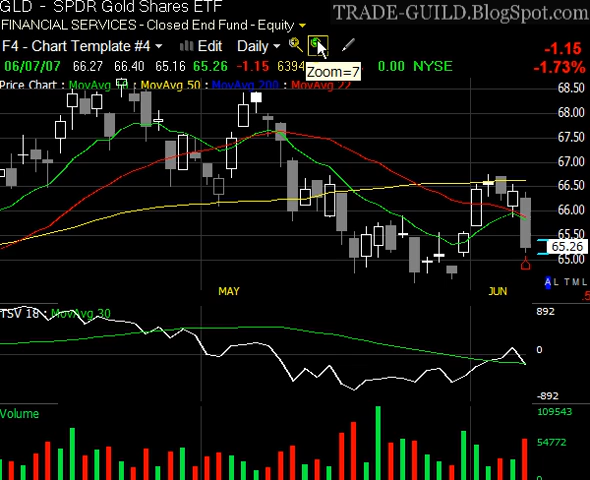 GLD - SPDR Gold Shares ETF
TRADE-GUILD.BlogSpot.com
FINANCIAL SERVICES - Closed End Fund - Equity
F4 - Chart Template #4 Edit Daily
-1.15
Zoom=7
06/07/07 66.27 66.40 65.16 65.26 -1.15 6394 0.00 NYSE -1.73%
Price Chart : MovAvg 50 MovAvg 200 MovAvg 22
68.50
68.00
67.50
67.00
66.50
66.00
65.50
65.26
65.00
A L T M L
MAY JUN
TSV 18 : MovAvg 30
892
0
-892
Volume
109543
54772